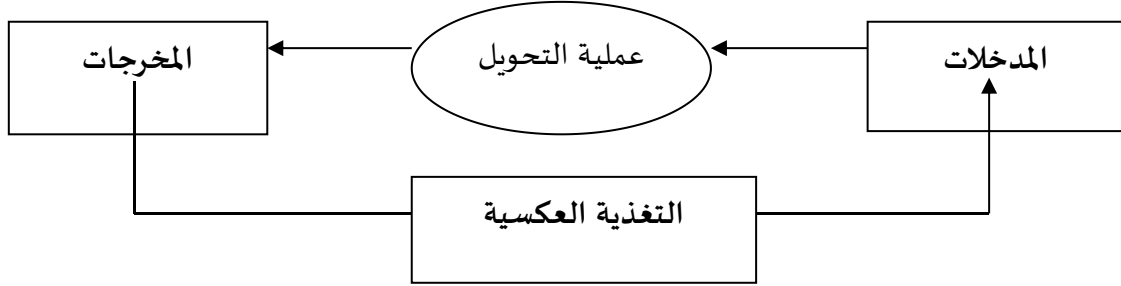 المدخلات
عملية التحويل
المخرجات
التغذية العكسية